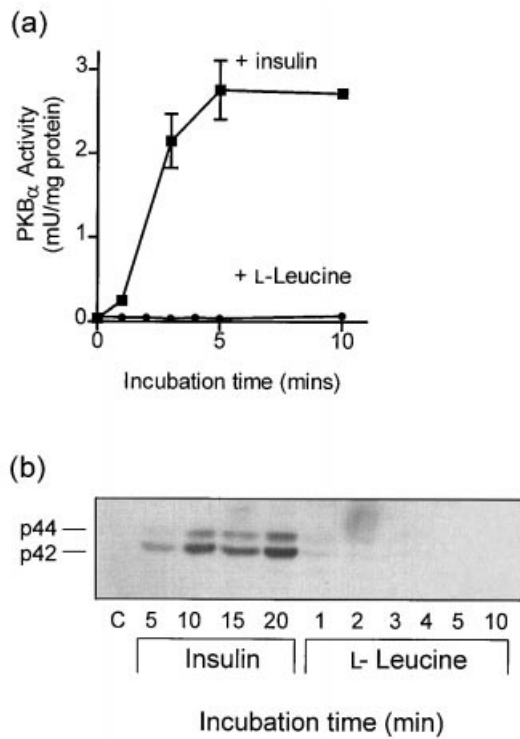 (a)
+ insulin
+ L-Leucine
PKBα Activity
(mU/mg protein)
3
2
1
0
0 5 10
Incubation time (mins)
(b)
p44
p42
C 5 10 15 20 1 2 3 4 5 10
Insulin L- Leucine
Incubation time (min)